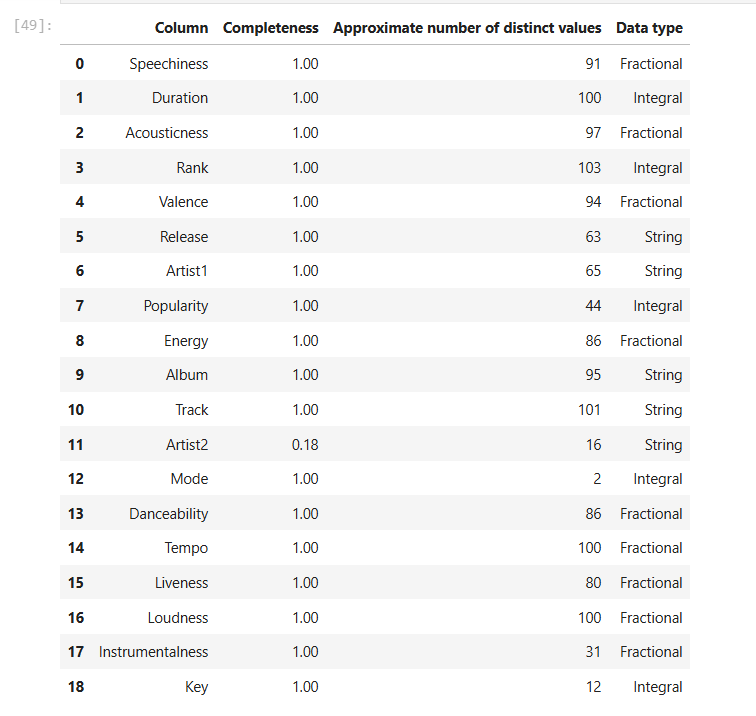 [49]:
Column Completeness Approximate number of distinct values Data type
0 Speechiness 1.00 91 Fractional
1 Duration 1.00 100 Integral
2 Acousticness 1.00 97 Fractional
3 Rank 1.00 103 Integral
4 Valence 1.00 94 Fractional
5 Release 1.00 63 String
6 Artist1 1.00 65 String
7 Popularity 1.00 44 Integral
8 Energy 1.00 86 Fractional
9 Album 1.00 95 String
10 Track 1.00 101 String
11 Artist2 0.18 16 String
12 Mode 1.00 2 Integral
13 Danceability 1.00 86 Fractional
14 Tempo 1.00 100 Fractional
15 Liveness 1.00 80 Fractional
16 Loudness 1.00 100 Fractional
17 Instrumentalness 1.00 31 Fractional
18 Key 1.00 12 Integral